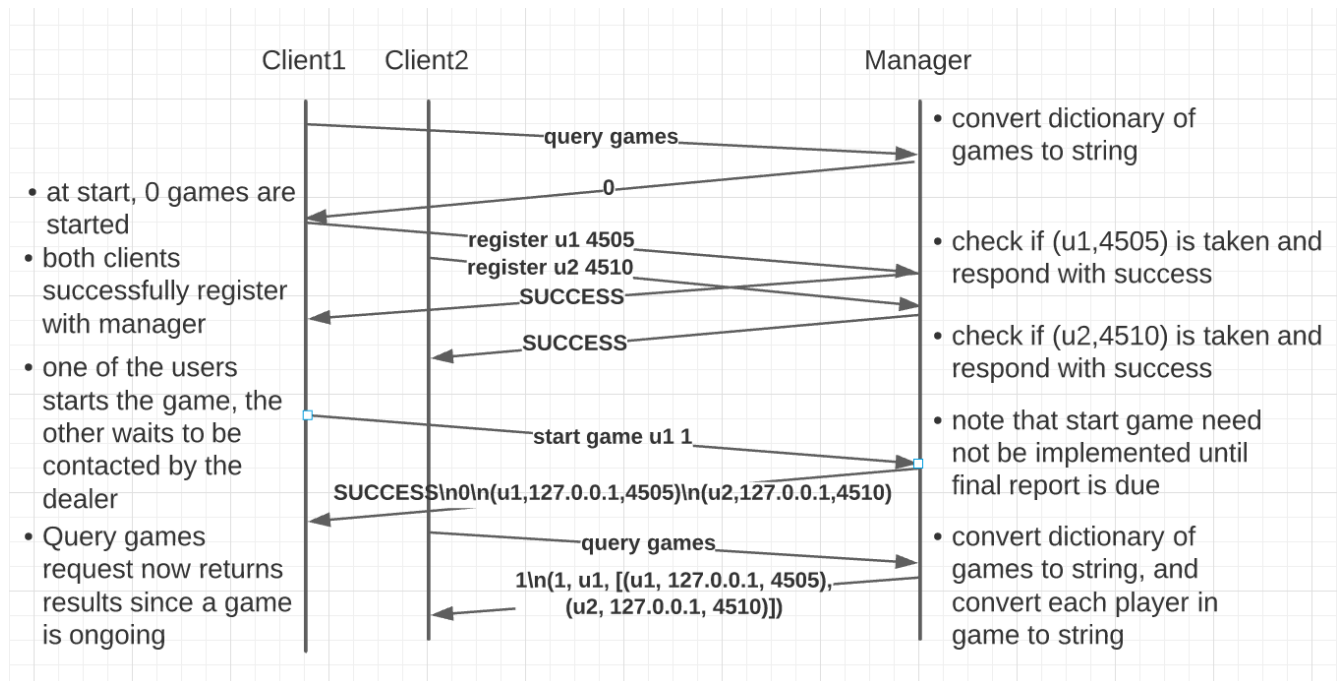 Client1
Client2
Manager
• convert dictionary of
games to string
query games
0
• at start, 0 games are
started
• both clients
successfully register
with manager
register u1 4505
register u2 4510
• check if (u1,4505) is taken and
respond with success
SUCCESS
SUCCESS
• check if (u2,4510) is taken and
respond with success
• one of the users
starts the game, the
other waits to be
contacted by the
dealer
start game u1 1
• note that start game need
not be implemented until
final report is due
SUCCESS\n0\n(u1,127.0.0.1,4505)\n(u2,127.0.0.1,4510)
• Query games
request now returns
results since a game
is ongoing
query games
1\n(1, u1, [(u1, 127.0.0.1, 4505),
(u2, 127.0.0.1, 4510)])
• convert dictionary of
games to string, and
convert each player in
game to string